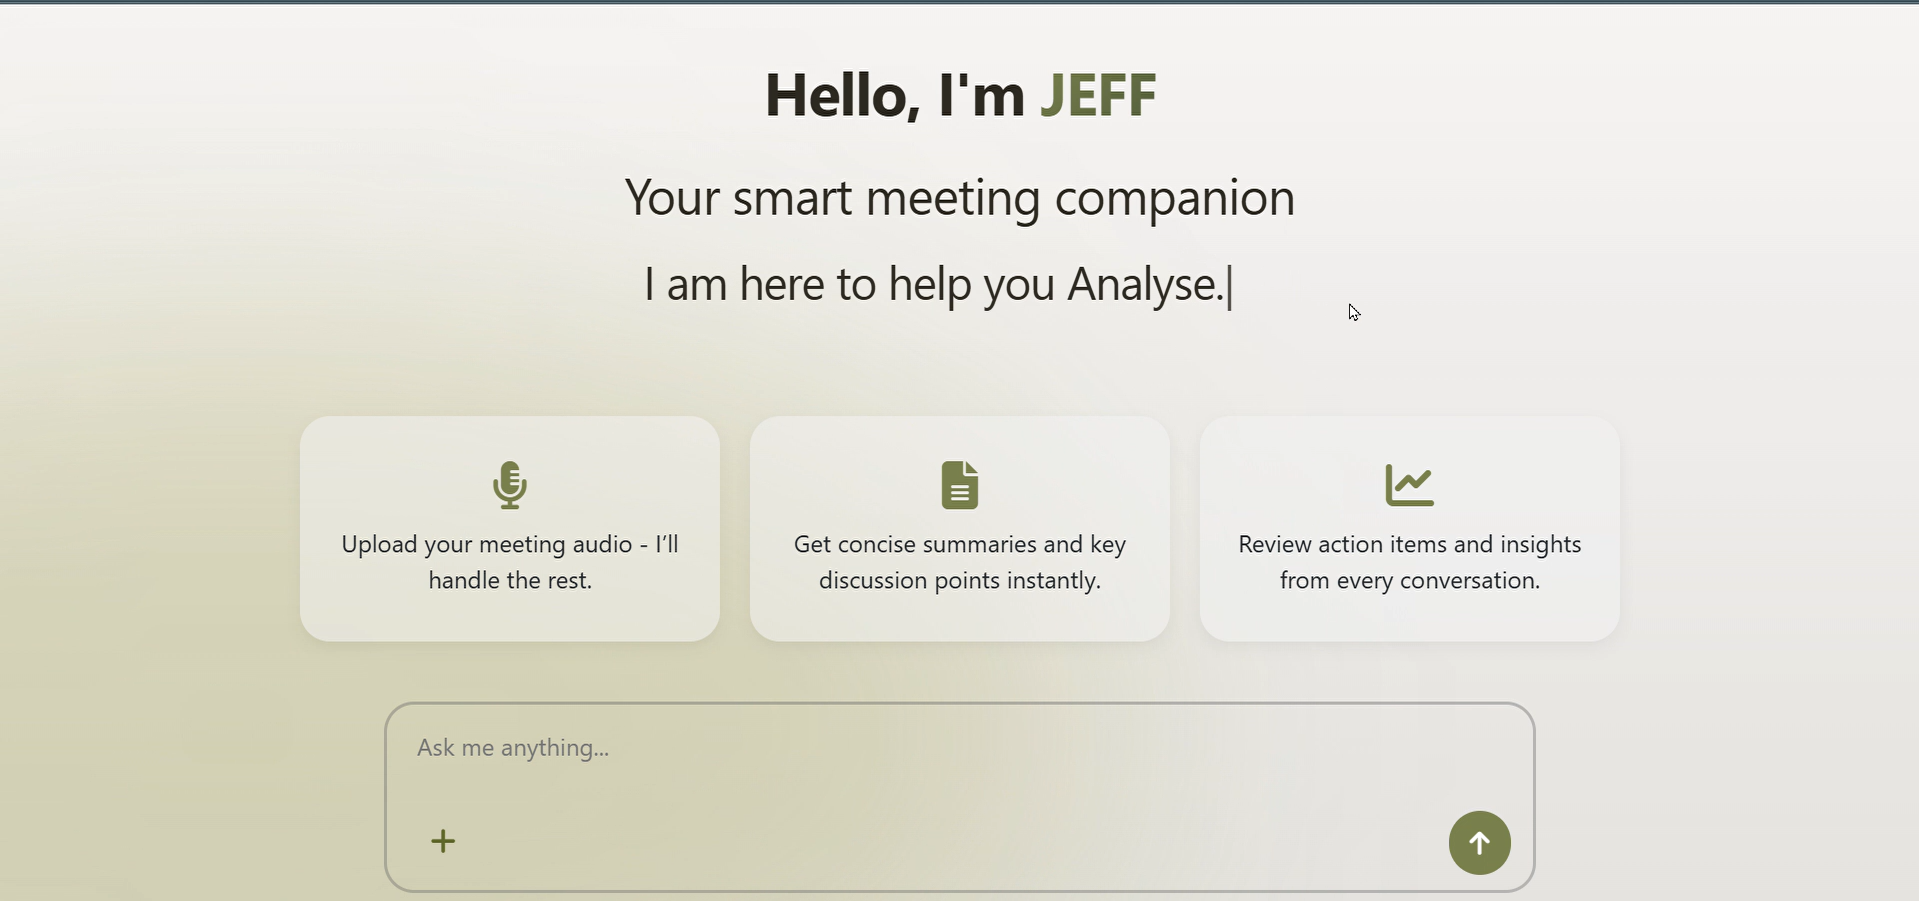 Hello, I'm JEFF
Your smart meeting companion
I am here to help you Analyse.|
Upload your meeting audio - I’ll
handle the rest.
Get concise summaries and key
discussion points instantly.
Review action items and insights
from every conversation.
Ask me anything...